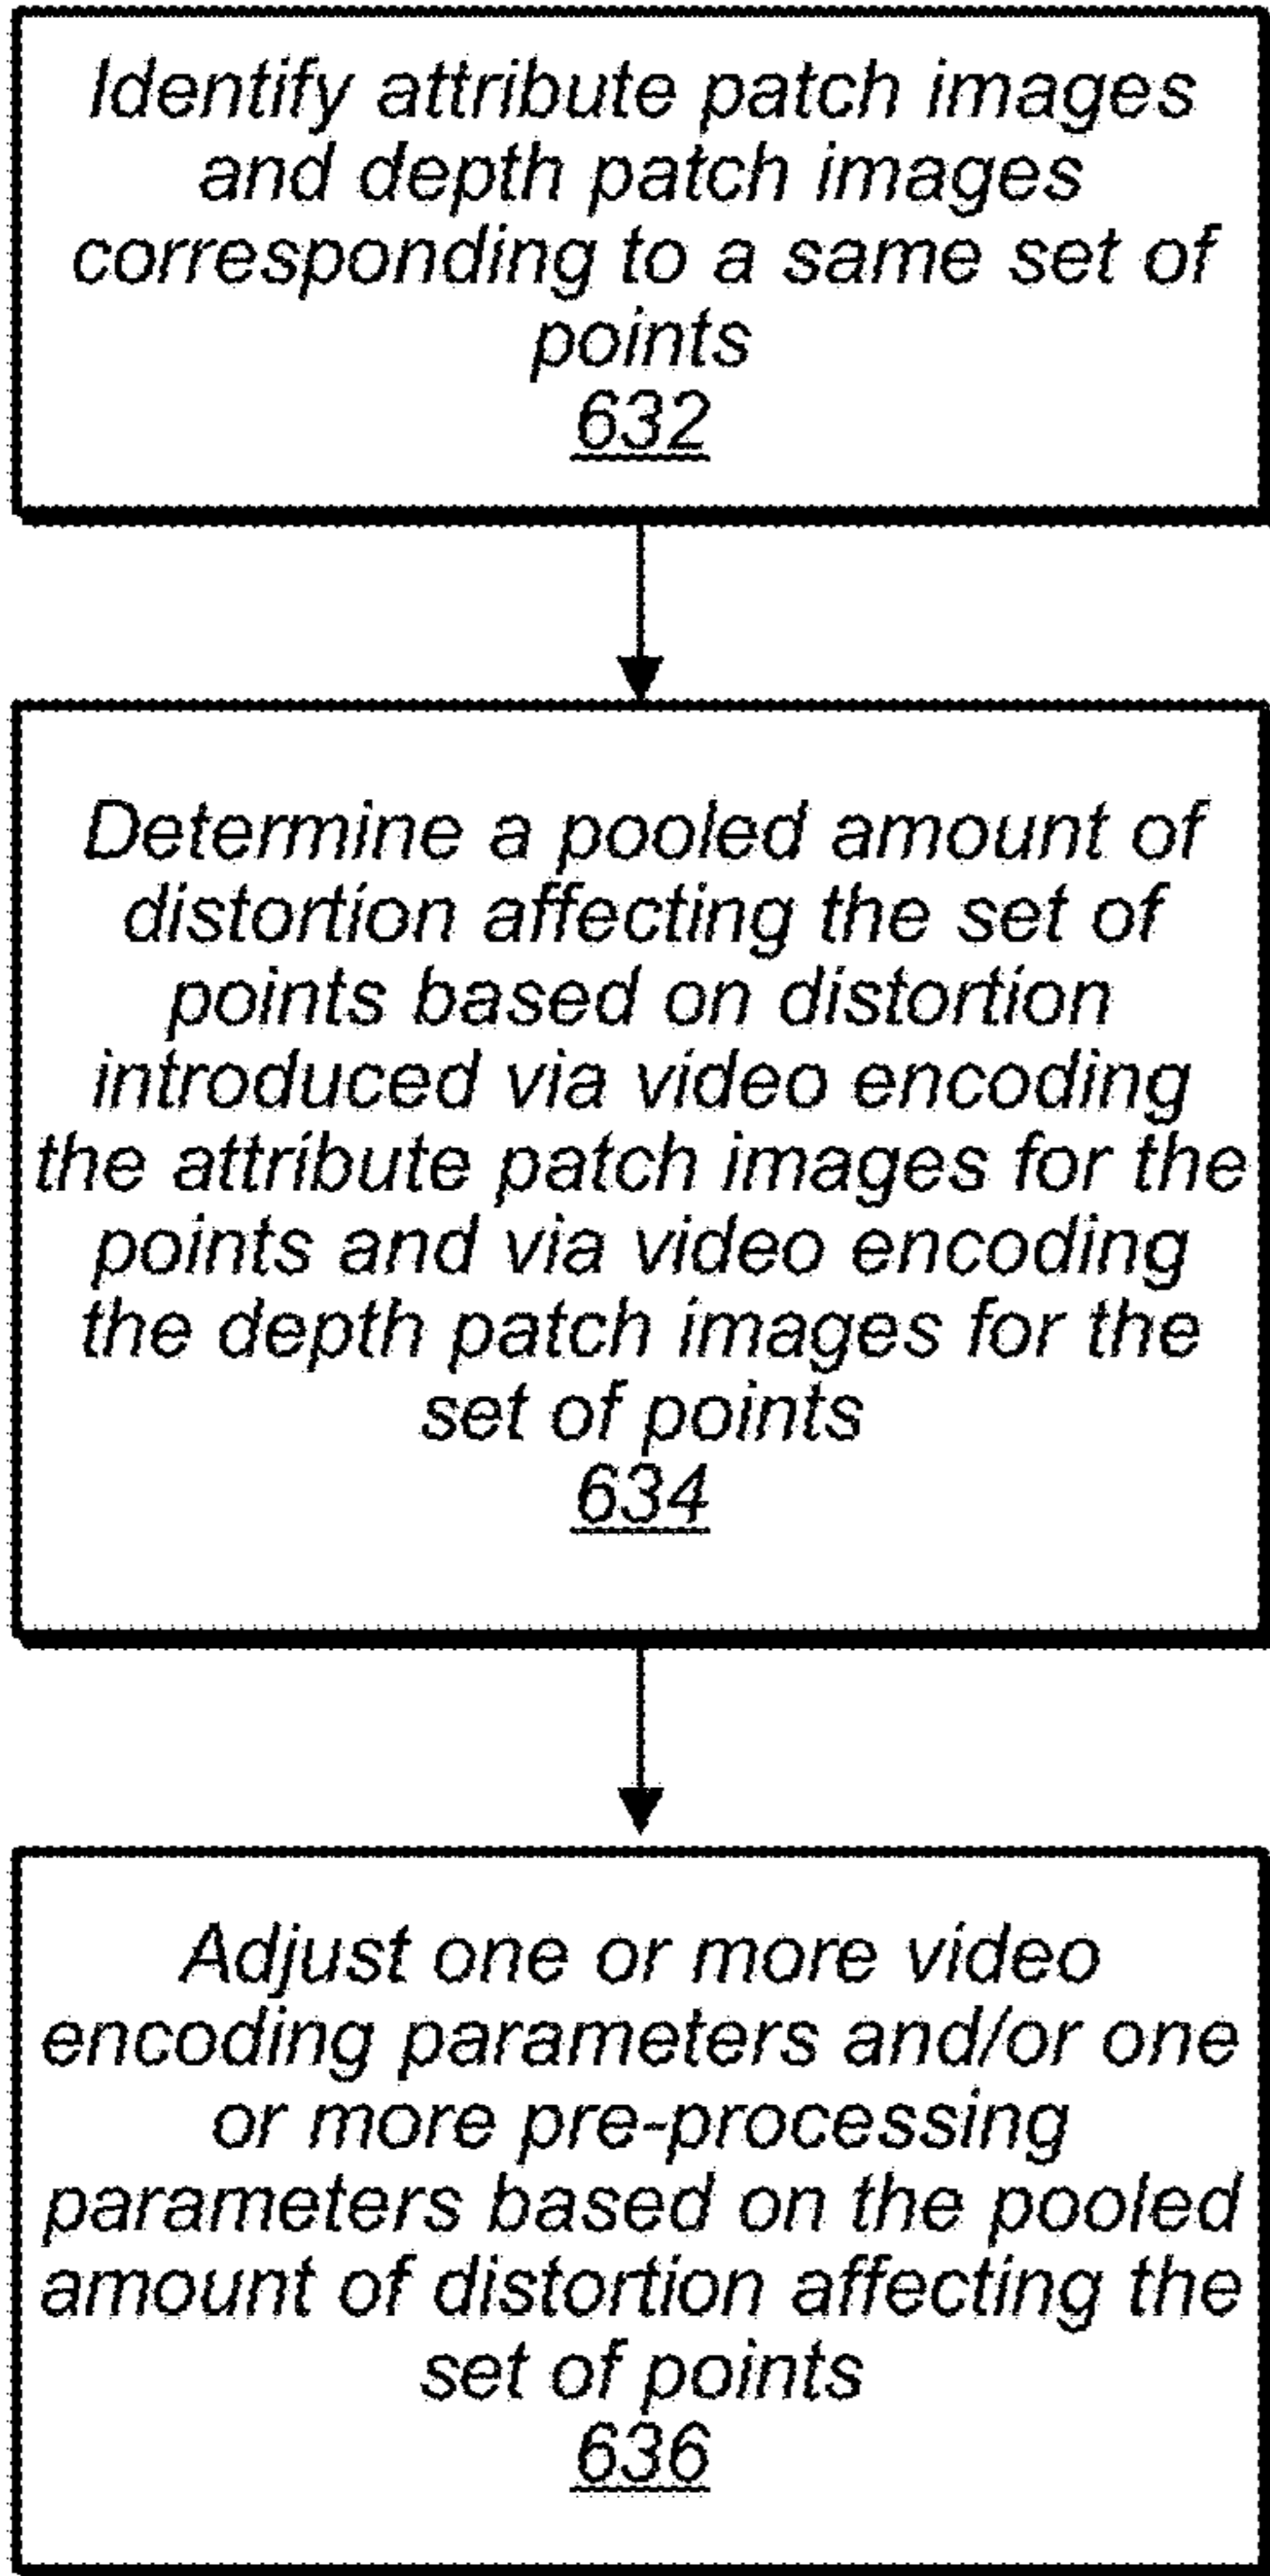 Identify attribute patch images
and depth patch images
corresponding to a same set of
points
632
Determine a pooled amount of
distortion affecting the set of
points based on distortion
introduced via video encoding
the attribute patch images for the
points and via video encoding
the depth patch images for the
set of points
634
Adjust one or more video
encoding parameters and/or one
or more pre-processing
parameters based on the pooled
amount of distortion affecting the
set of points
636